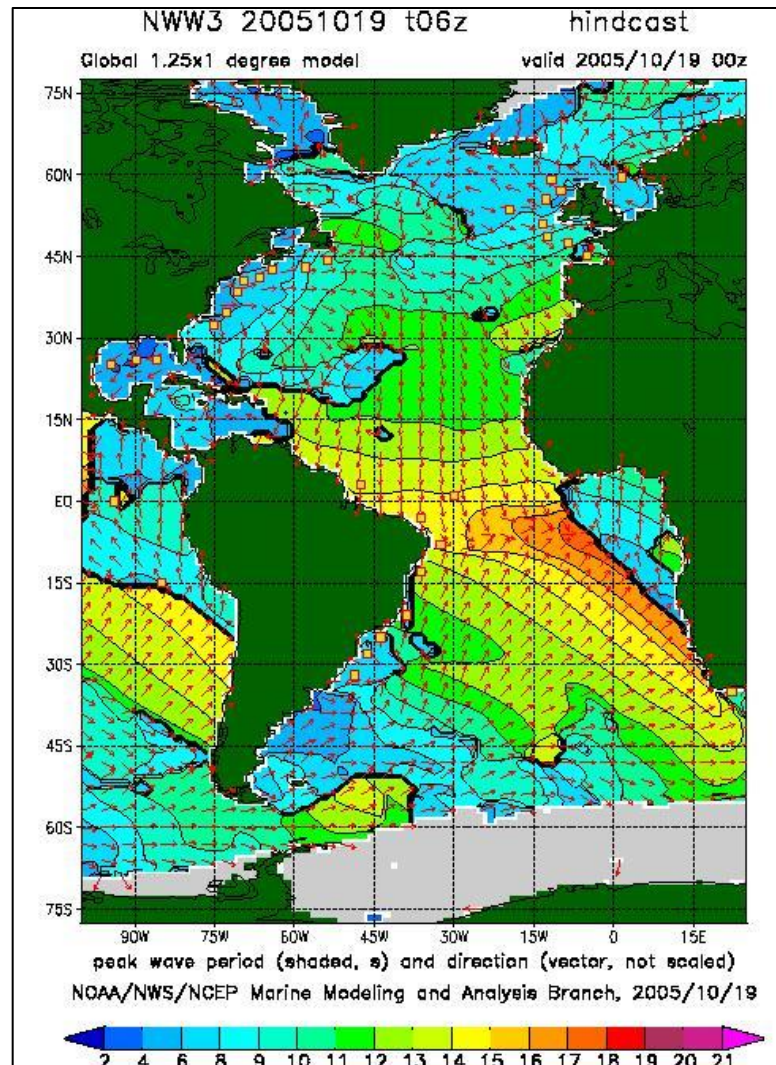 NWW3 20051019 t06z hindcast
Global 1.25x1 degree model valid 2005/10/19 00z
75N
60N
45N
30N
15N
EQ
15S
30S
45S
60S
75S
90W 75W 60W 45W 30W 15W 0 15E
peak wave period (shaded, s) and direction (vector, not scaled)
NOAA/NWS/NCEP Marine Modeling and Analysis Branch, 2005/10/19
2 4 6 8 9 10 11 12 13 14 15 16 17 18 19 20 21